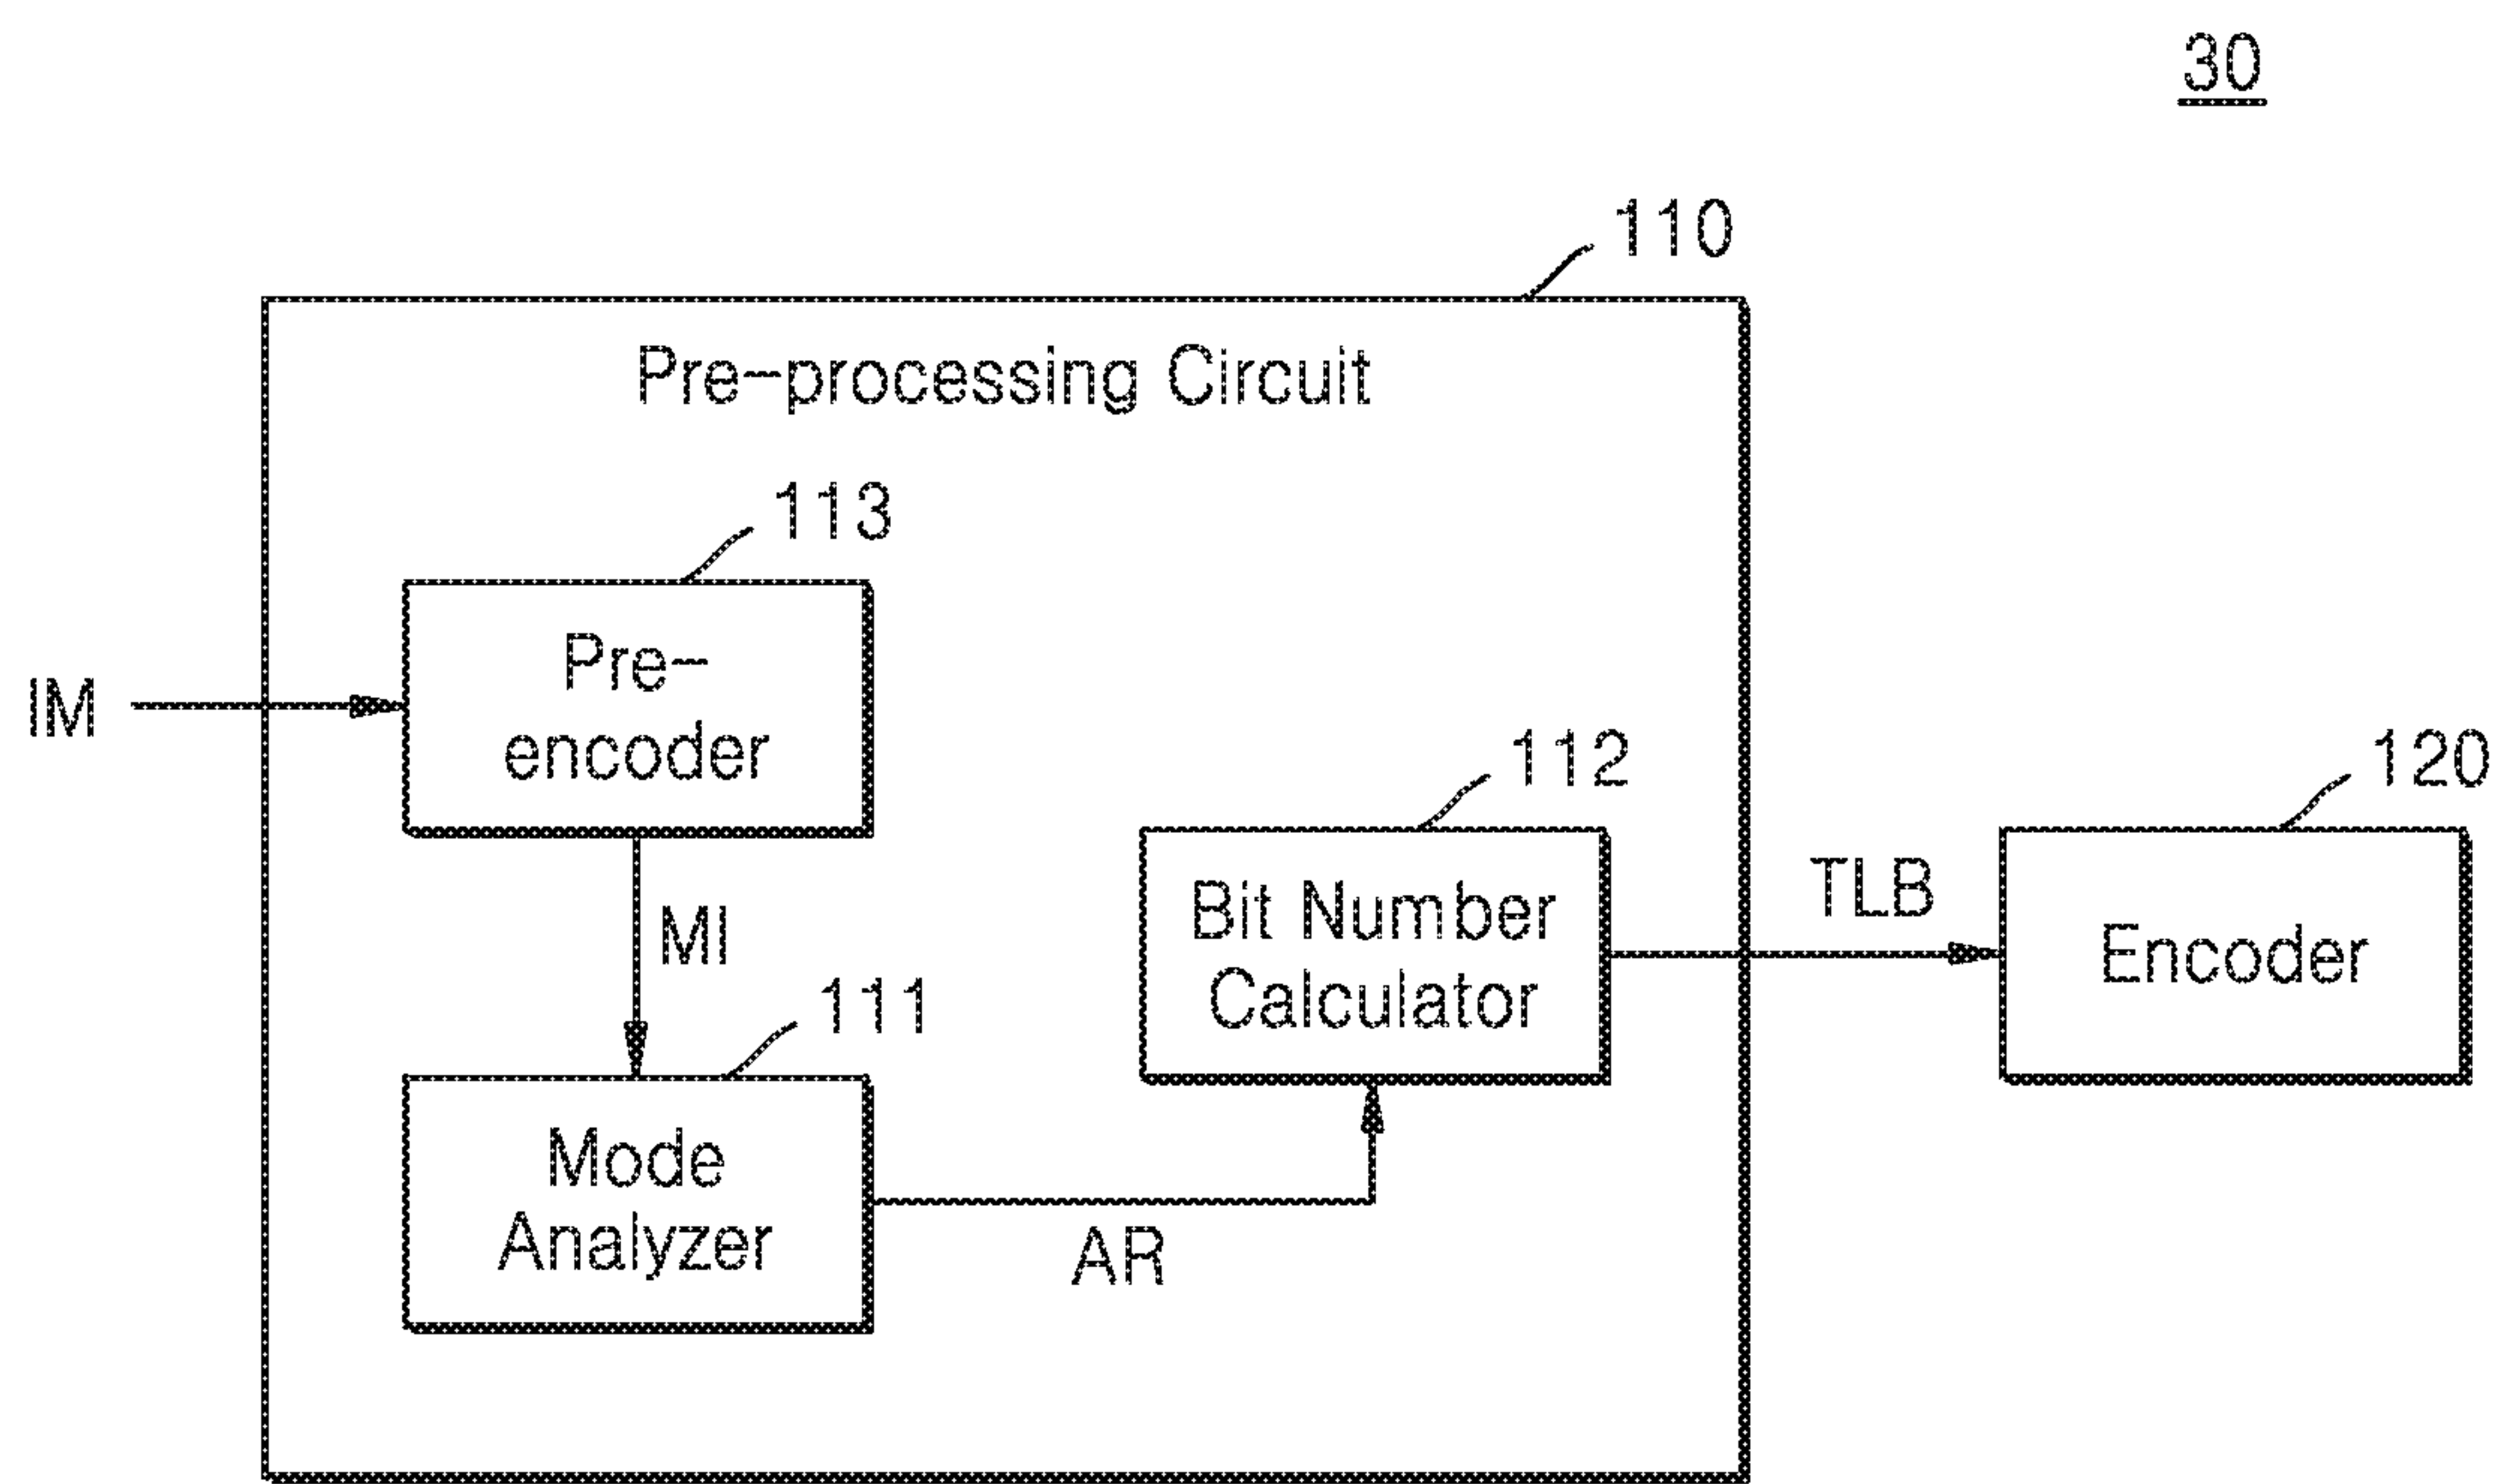 30
110
Pre-processing Circuit
113
Pre-
encoder
IM
MI
111
Mode
Analyzer
AR
112
Bit Number
Calculator
TLB
120
Encoder